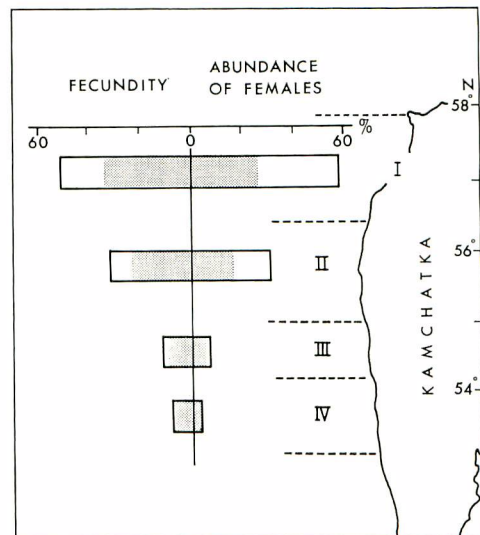 FECUNDITY ABUNDANCE
OF FEMALES
N
58°
60 0 60 %
I
II
56°
III
IV
54°
KAMCHATKA